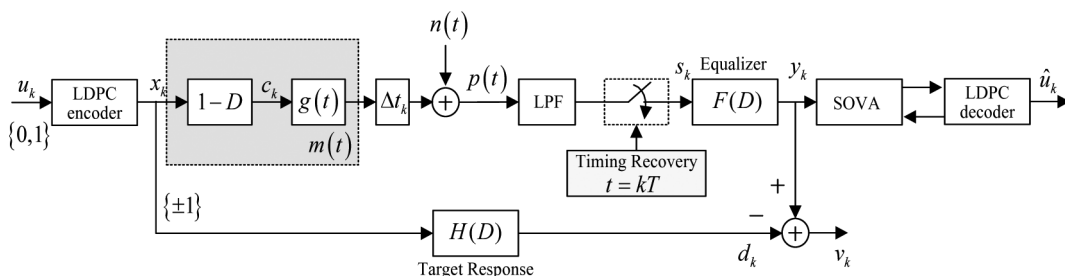 n(t)
u_k
{0,1}
LDPC
encoder
x_k
1−D
c_k
g(t)
m(t)
Δt_k
+
p(t)
LPF
Timing Recovery
t = kT
s_k
Equalizer
F(D)
y_k
SOVA
LDPC
decoder
û_k
{±1}
H(D)
Target Response
+
−
d_k
+
v_k